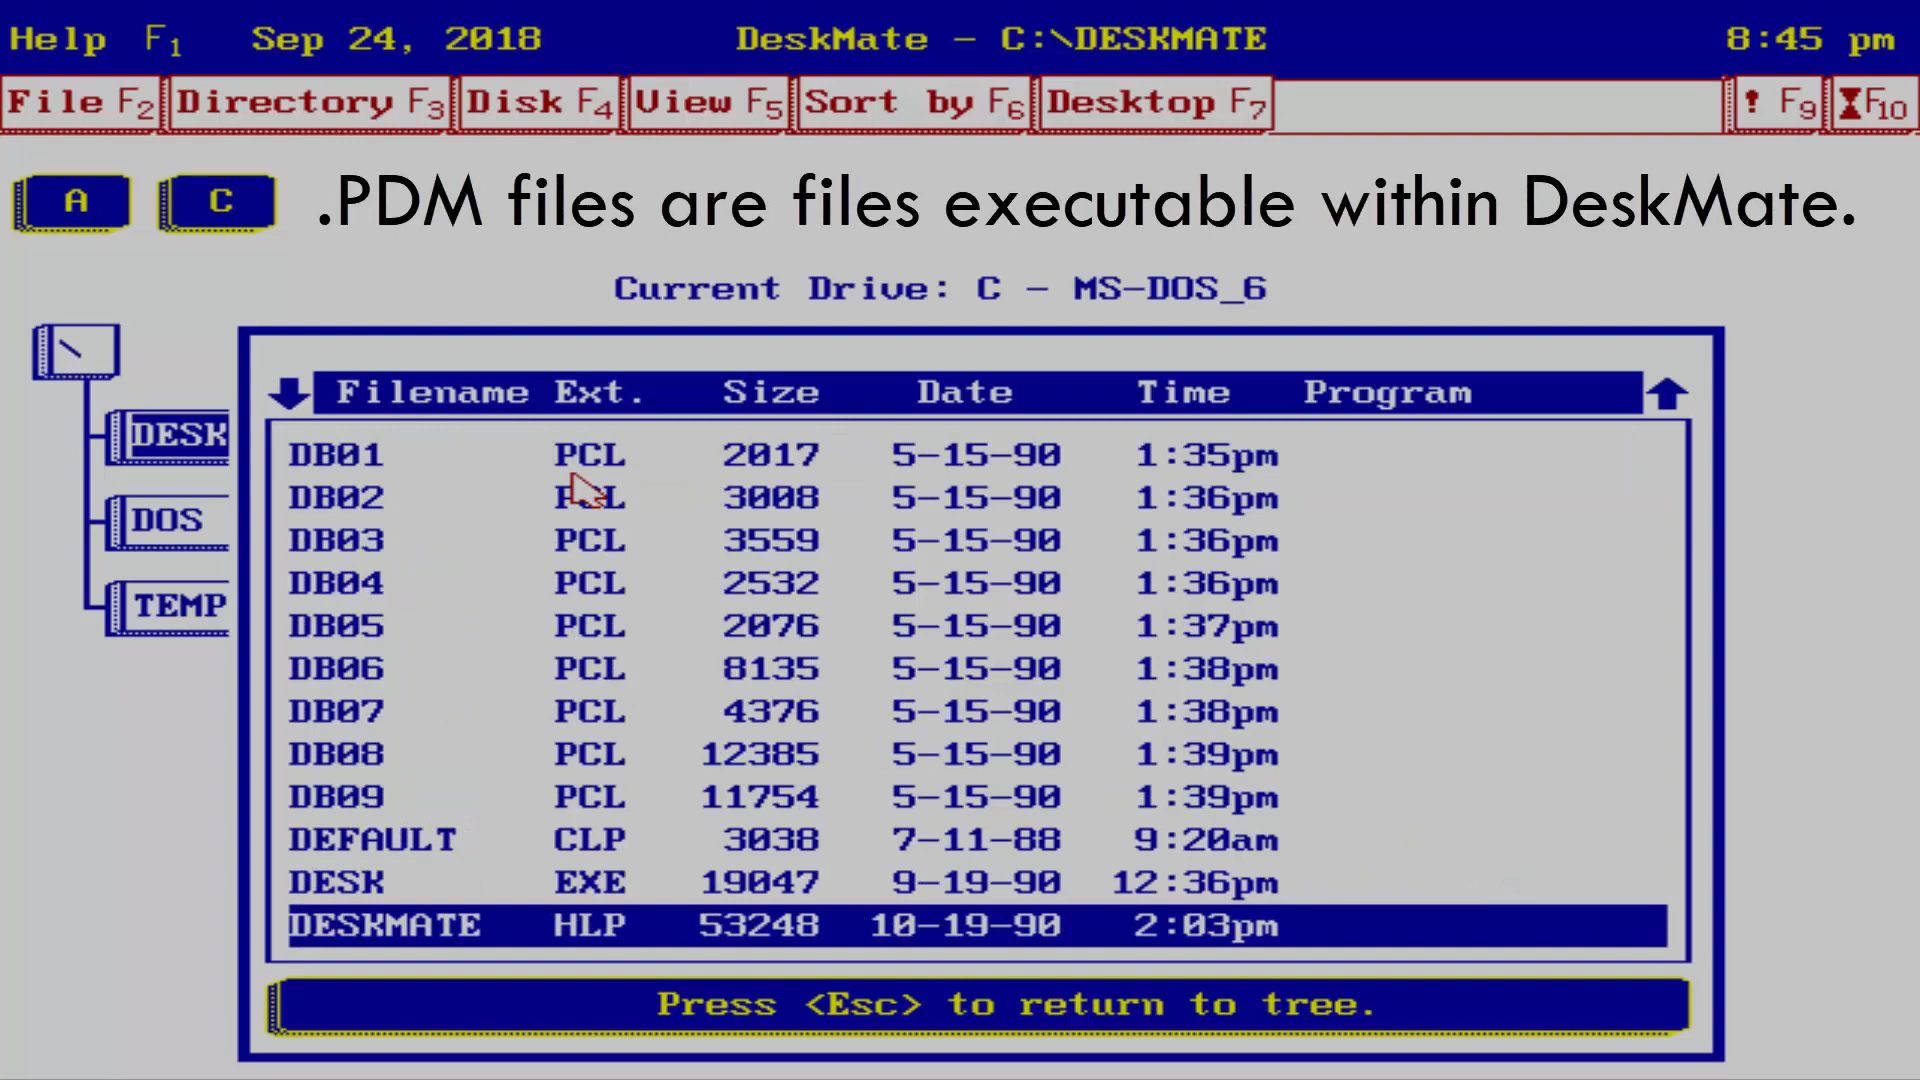 Help F1 Sep 24, 2018 DeskMate - C:\DESKMATE 8:45 pm
File F2 Directory F3 Disk F4 View F5 Sort by F6 Desktop F7 ! F9 F10
A C .PDM files are files executable within DeskMate.
Current Drive: C - MS-DOS_6
\
DESK
DOS
TEMP
Filename Ext. Size Date Time Program
DB01 PCL 2017 5-15-90 1:35pm
DB02 PCL 3008 5-15-90 1:36pm
DB03 PCL 3559 5-15-90 1:36pm
DB04 PCL 2532 5-15-90 1:36pm
DB05 PCL 2076 5-15-90 1:37pm
DB06 PCL 8135 5-15-90 1:38pm
DB07 PCL 4376 5-15-90 1:38pm
DB08 PCL 12385 5-15-90 1:39pm
DB09 PCL 11754 5-15-90 1:39pm
DEFAULT CLP 3038 7-11-88 9:20am
DESK EXE 19047 9-19-90 12:36pm
DESKMATE HLP 53248 10-19-90 2:03pm
Press <Esc> to return to tree.